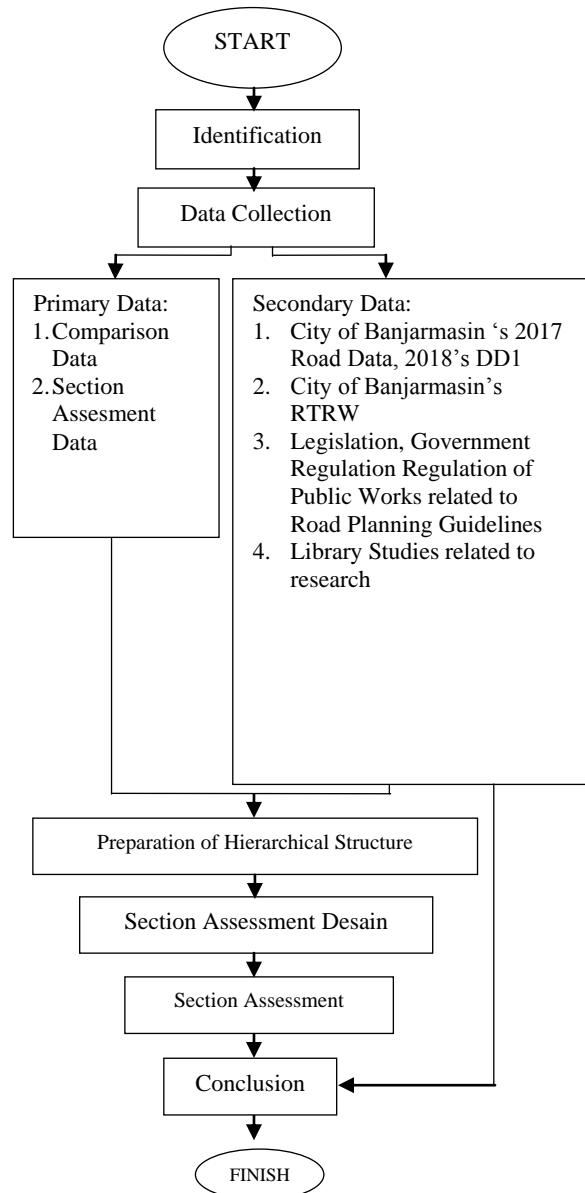 START
Identification
Data Collection
Primary Data:
1. Comparison
Data
2. Section
Assesment
Data
Secondary Data:
1. City of Banjarmasin ‘s 2017
Road Data, 2018’s DD1
2. City of Banjarmasin’s
RTRW
3. Legislation, Government
Regulation Regulation of
Public Works related to
Road Planning Guidelines
4. Library Studies related to
research
Preparation of Hierarchical Structure
Section Assessment Desain
Section Assessment
Conclusion
FINISH